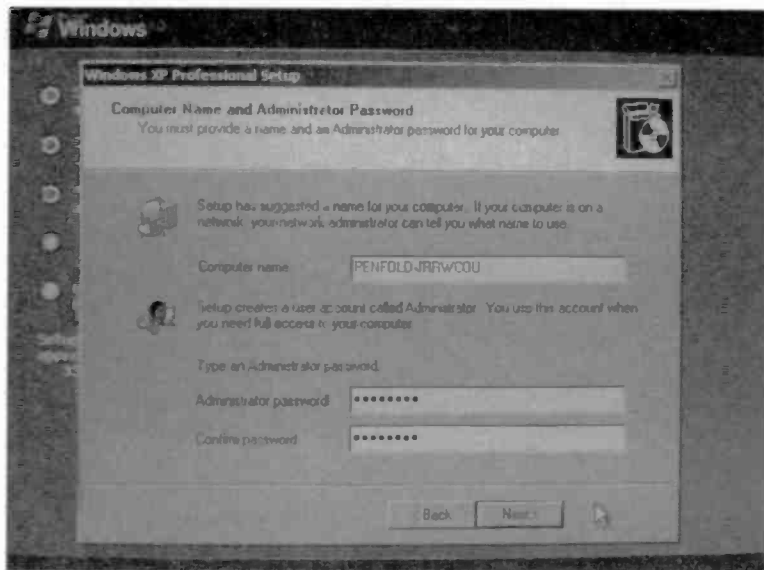 Windows
Windows XP Professional Setup
Computer Name and Administrator Password
You must provide a name and an Administrator password for your computer.
Setup has suggested a name for your computer. If your computer is on a
network, your network administrator can tell you what name to use.
Computer name:
Setup creates a user account called Administrator. You use this account when
you need full access to your computer.
Type an Administrator password.
Administrator password:
••••••••
Confirm password:
••••••••
Back
Next >